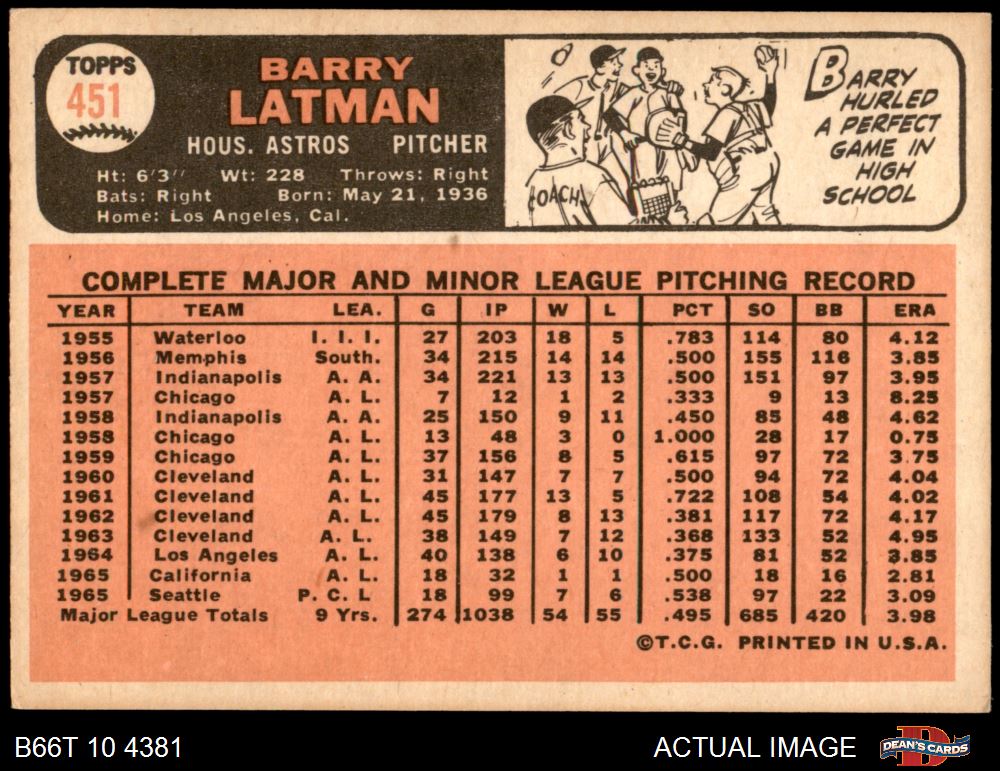 TOPPS
451
BARRY
LATMAN
HOUS. ASTROS PITCHER
Ht: 6'3" Wt: 228 Throws: Right
Bats: Right Born: May 21, 1936
Home: Los Angeles, Cal.
COACH
BARRY
HURLED
A PERFECT
GAME IN
HIGH
SCHOOL
COMPLETE MAJOR AND MINOR LEAGUE PITCHING RECORD
YEAR TEAM LEA. G IP W L PCT SO BB ERA
1955 Waterloo I. I. I. 27 203 18 5 .783 114 80 4.12
1956 Memphis South. 34 215 14 14 .500 155 116 3.85
1957 Indianapolis A. A. 34 221 13 13 .500 151 97 3.95
1957 Chicago A. L. 7 12 1 2 .333 9 13 8.25
1958 Indianapolis A. A. 25 150 9 11 .450 85 48 4.62
1958 Chicago A. L. 13 48 3 0 1.000 28 17 0.75
1959 Chicago A. L. 37 156 8 5 .615 97 72 3.75
1960 Cleveland A. L. 31 147 7 7 .500 94 72 4.04
1961 Cleveland A. L. 45 177 13 5 .722 108 54 4.02
1962 Cleveland A. L. 45 179 8 13 .381 117 72 4.17
1963 Cleveland A. L. 38 149 7 12 .368 133 52 4.95
1964 Los Angeles A. L. 40 138 6 10 .375 81 52 3.85
1965 California A. L. 18 32 1 1 .500 18 16 2.81
1965 Seattle P. C. L 18 99 7 6 .538 97 22 3.09
Major League Totals 9 Yrs. 274 1038 54 55 .495 685 420 3.98
©T.C.G. PRINTED IN U.S.A.
B66T 10 4381
ACTUAL IMAGE
DEAN'S CARDS